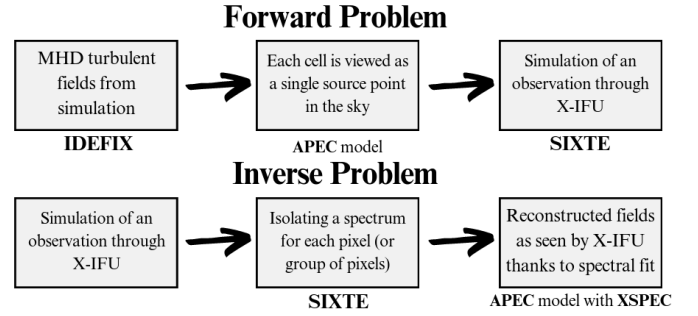 Forward Problem
MHD turbulent
fields from
simulation
IDEFIX
Each cell is viewed as
a single source point
in the sky
APEC model
Simulation of an
observation through
X-IFU
SIXTE
Inverse Problem
Simulation of an
observation through
X-IFU
Isolating a spectrum
for each pixel (or
group of pixels)
SIXTE
Reconstructed fields
as seen by X-IFU
thanks to spectral fit
APEC model with XSPEC